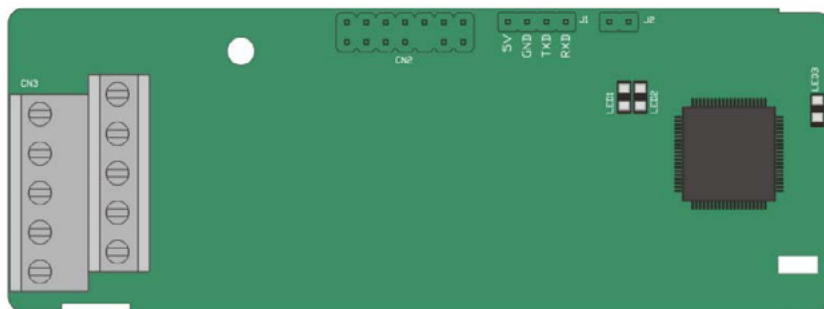 J1
J2
5V
GND
TXD
RXD
CN2
CN3
LED1
LED2
LED3